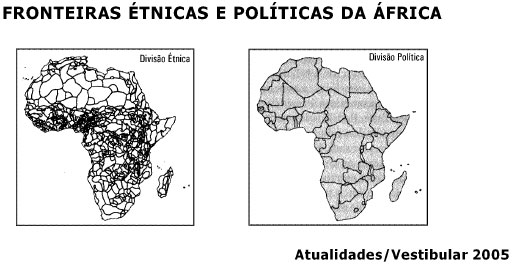 FRONTEIRAS ÉTNICAS E POLÍTICAS DA ÁFRICA
Divisão Étnica
Divisão Política
Atualidades/Vestibular 2005